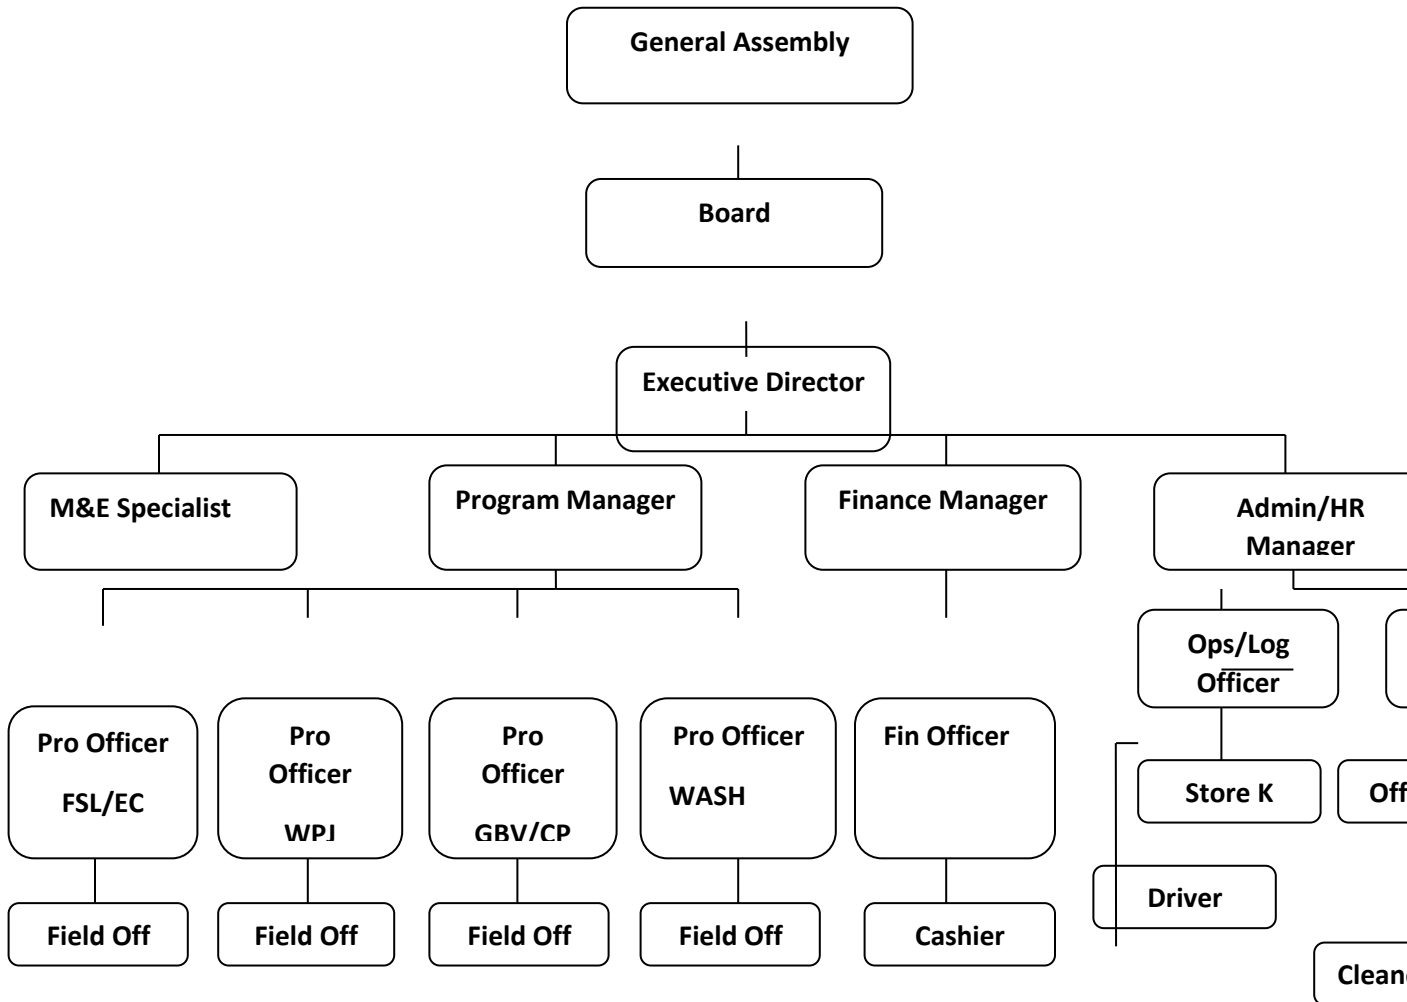 General Assembly
Board
Executive Director
M&E Specialist
Program Manager
Finance Manager
Admin/HR
Manager
Ops/Log
Officer
Pro Officer
FSL/EC
Pro
Officer
WPJ
Pro
Officer
GBV/CP
Pro Officer
WASH
Fin Officer
Store K
Off
Driver
Field Off
Field Off
Field Off
Field Off
Cashier